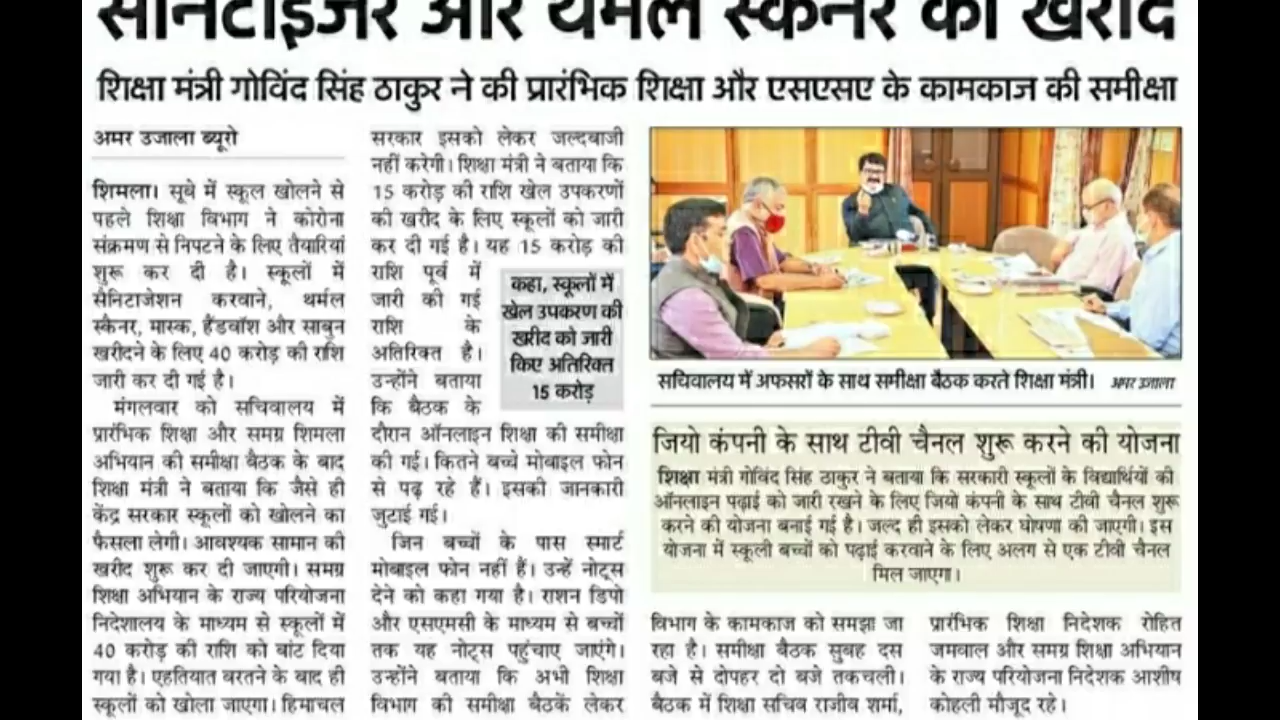 सैनिटाइजर और थर्मल स्कैनर की खरीद
शिक्षा मंत्री गोविंद सिंह ठाकुर ने की प्रारंभिक शिक्षा और एसएसए के कामकाज की समीक्षा
अमर उजाला ब्यूरो
शिमला। सूबे में स्कूल खोलने से
पहले शिक्षा विभाग ने कोरोना
संक्रमण से निपटने के लिए तैयारियां
शुरू कर दी है। स्कूलों में
सैनिटाजेशन करवाने, थर्मल
स्कैनर, मास्क, हैंडवॉश और साबुन
खरीदने के लिए 40 करोड़ की राशि
जारी कर दी गई है।
मंगलवार को सचिवालय में
प्रारंभिक शिक्षा और समग्र शिमला
अभियान की समीक्षा बैठक के बाद
शिक्षा मंत्री ने बताया कि जैसे ही
केंद्र सरकार स्कूलों को खोलने का
फैसला लेगी। आवश्यक सामान की
खरीद शुरू कर दी जाएगी। समग्र
शिक्षा अभियान के राज्य परियोजना
निदेशालय के माध्यम से स्कूलों में
40 करोड़ की राशि को बांट दिया
गया है। एहतियात बरतने के बाद ही
स्कूलों को खोला जाएगा। हिमाचल
सरकार इसको लेकर जल्दबाजी
नहीं करेगी। शिक्षा मंत्री ने बताया कि
15 करोड़ की राशि खेल उपकरणों
की खरीद के लिए स्कूलों को जारी
कर दी गई है। यह 15 करोड़ की
राशि पूर्व में
जारी की गई
राशि के
अतिरिक्त है।
उन्होंने बताया
कि बैठक के
दौरान ऑनलाइन शिक्षा की समीक्षा
की गई। कितने बच्चे मोबाइल फोन
से पढ़ रहे हैं। इसकी जानकारी
जुटाई गई।
जिन बच्चों के पास स्मार्ट
मोबाइल फोन नहीं हैं। उन्हें नोट्स
देने को कहा गया है। राशन डिपो
और एसएमसी के माध्यम से बच्चों
तक यह नोट्स पहुंचाए जाएंगे।
उन्होंने बताया कि अभी शिक्षा
विभाग की समीक्षा बैठकें लेकर
कहा, स्कूलों में
खेल उपकरण की
खरीद को जारी
किए अतिरिक्त
15 करोड़
सचिवालय में अफसरों के साथ समीक्षा बैठक करते शिक्षा मंत्री। अमर उजाला
जियो कंपनी के साथ टीवी चैनल शुरू करने की योजना
शिक्षा मंत्री गोविंद सिंह ठाकुर ने बताया कि सरकारी स्कूलों के विद्यार्थियों की
ऑनलाइन पढ़ाई को जारी रखने के लिए जियो कंपनी के साथ टीवी चैनल शुरू
करने की योजना बनाई गई है। जल्द ही इसको लेकर घोषणा की जाएगी। इस
योजना में स्कूली बच्चों को पढ़ाई करवाने के लिए अलग से एक टीवी चैनल
मिल जाएगा।
विभाग के कामकाज को समझा जा
रहा है। समीक्षा बैठक सुबह दस
बजे से दोपहर दो बजे तकचली।
बैठक में शिक्षा सचिव राजीव शर्मा,
प्रारंभिक शिक्षा निदेशक रोहित
जमवाल और समग्र शिक्षा अभियान
के राज्य परियोजना निदेशक आशीष
कोहली मौजूद रहे।